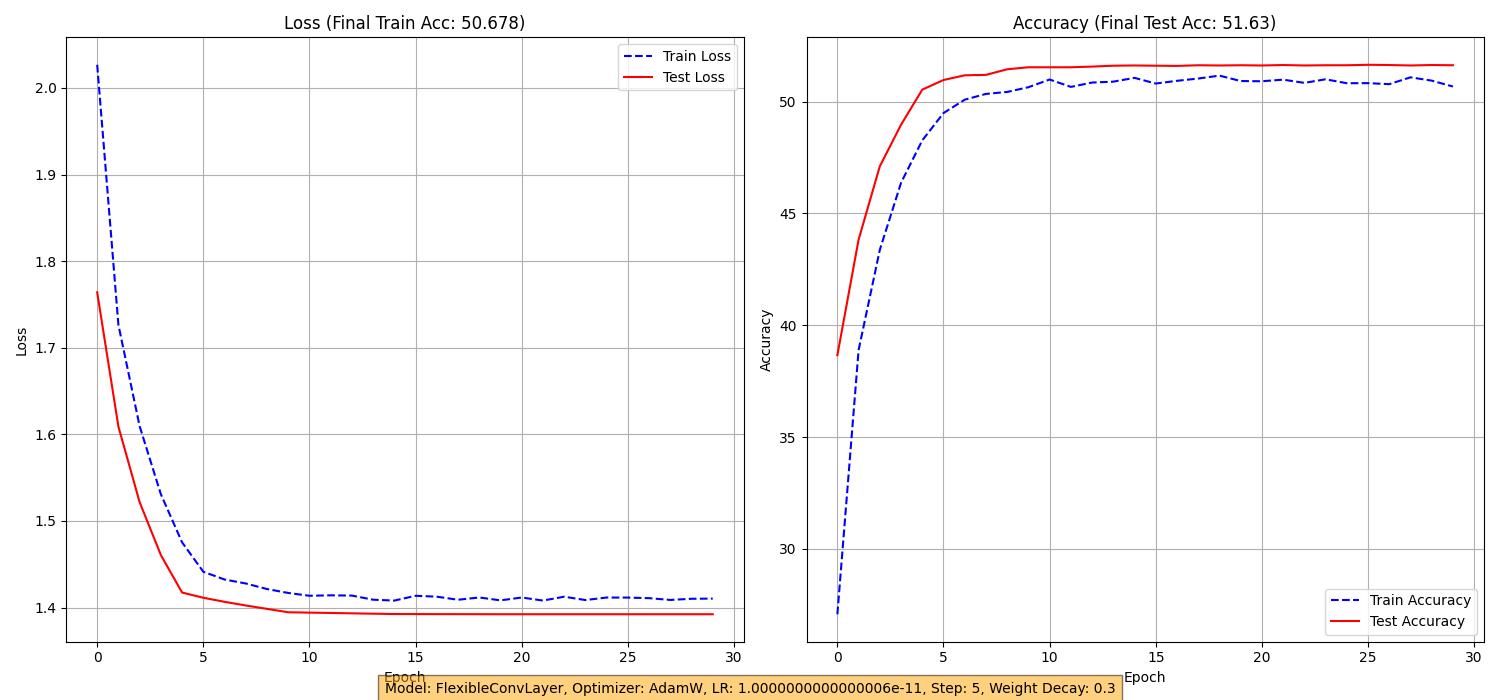 Loss (Final Train Acc: 50.678)
Train Loss
Test Loss
2.0
1.9
1.8
1.7
1.6
1.5
1.4
Loss
0 5 10 15 20 25 30
Epoch
Accuracy (Final Test Acc: 51.63)
50
45
40
35
30
Accuracy
Train Accuracy
Test Accuracy
0 5 10 15 20 25 30
Epoch
Model: FlexibleConvLayer, Optimizer: AdamW, LR: 1.0000000000000006e-11, Step: 5, Weight Decay: 0.3